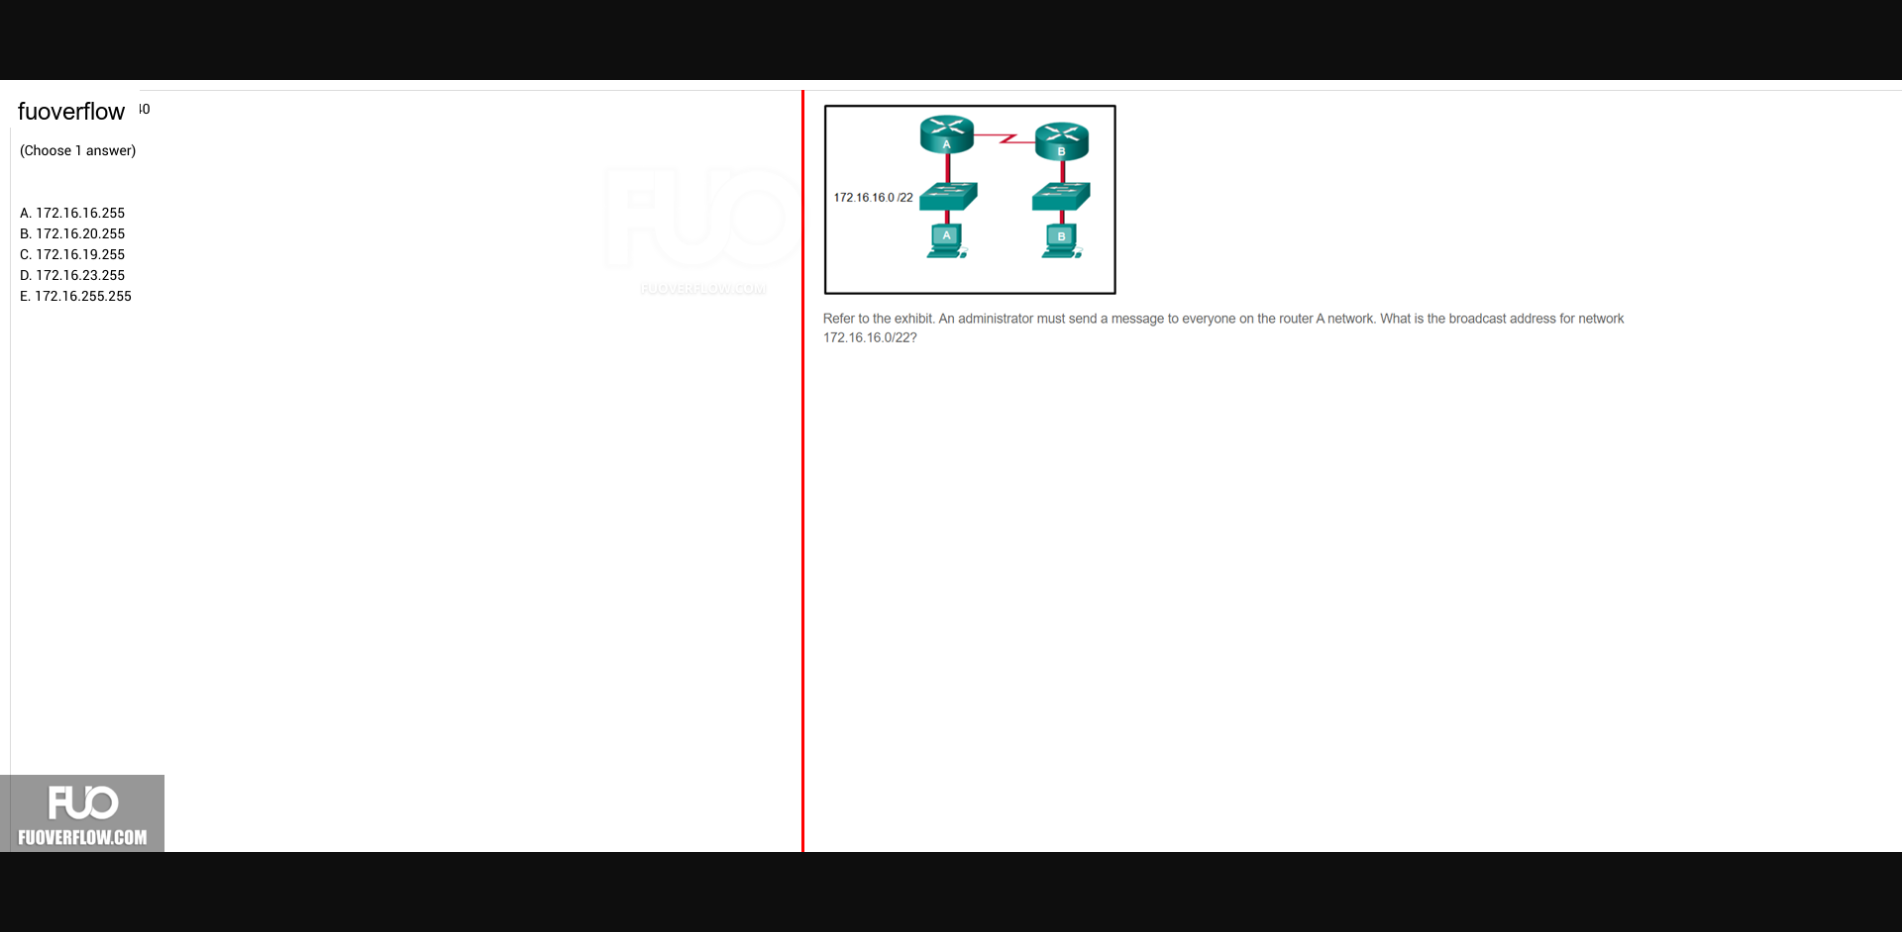 fuoverflow
(Choose 1 answer)
A. 172.16.16.255
B. 172.16.20.255
C. 172.16.19.255
D. 172.16.23.255
E. 172.16.255.255
FUO
FUOVERFLOW.COM
A
B
172.16.16.0 /22
A
B
Refer to the exhibit. An administrator must send a message to everyone on the router A network. What is the broadcast address for network
172.16.16.0/22?
FUO
FUOVERFLOW.COM